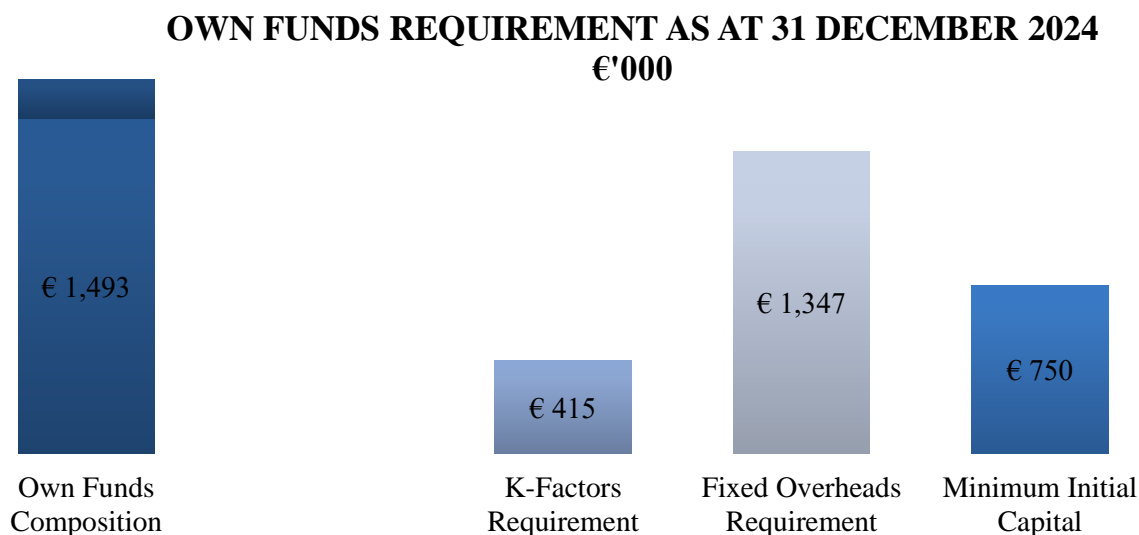 OWN FUNDS REQUIREMENT AS AT 31 DECEMBER 2024
€'000
€ 1,493
€ 415
€ 1,347
€ 750
Own Funds
Composition
K-Factors
Requirement
Fixed Overheads
Requirement
Minimum Initial
Capital